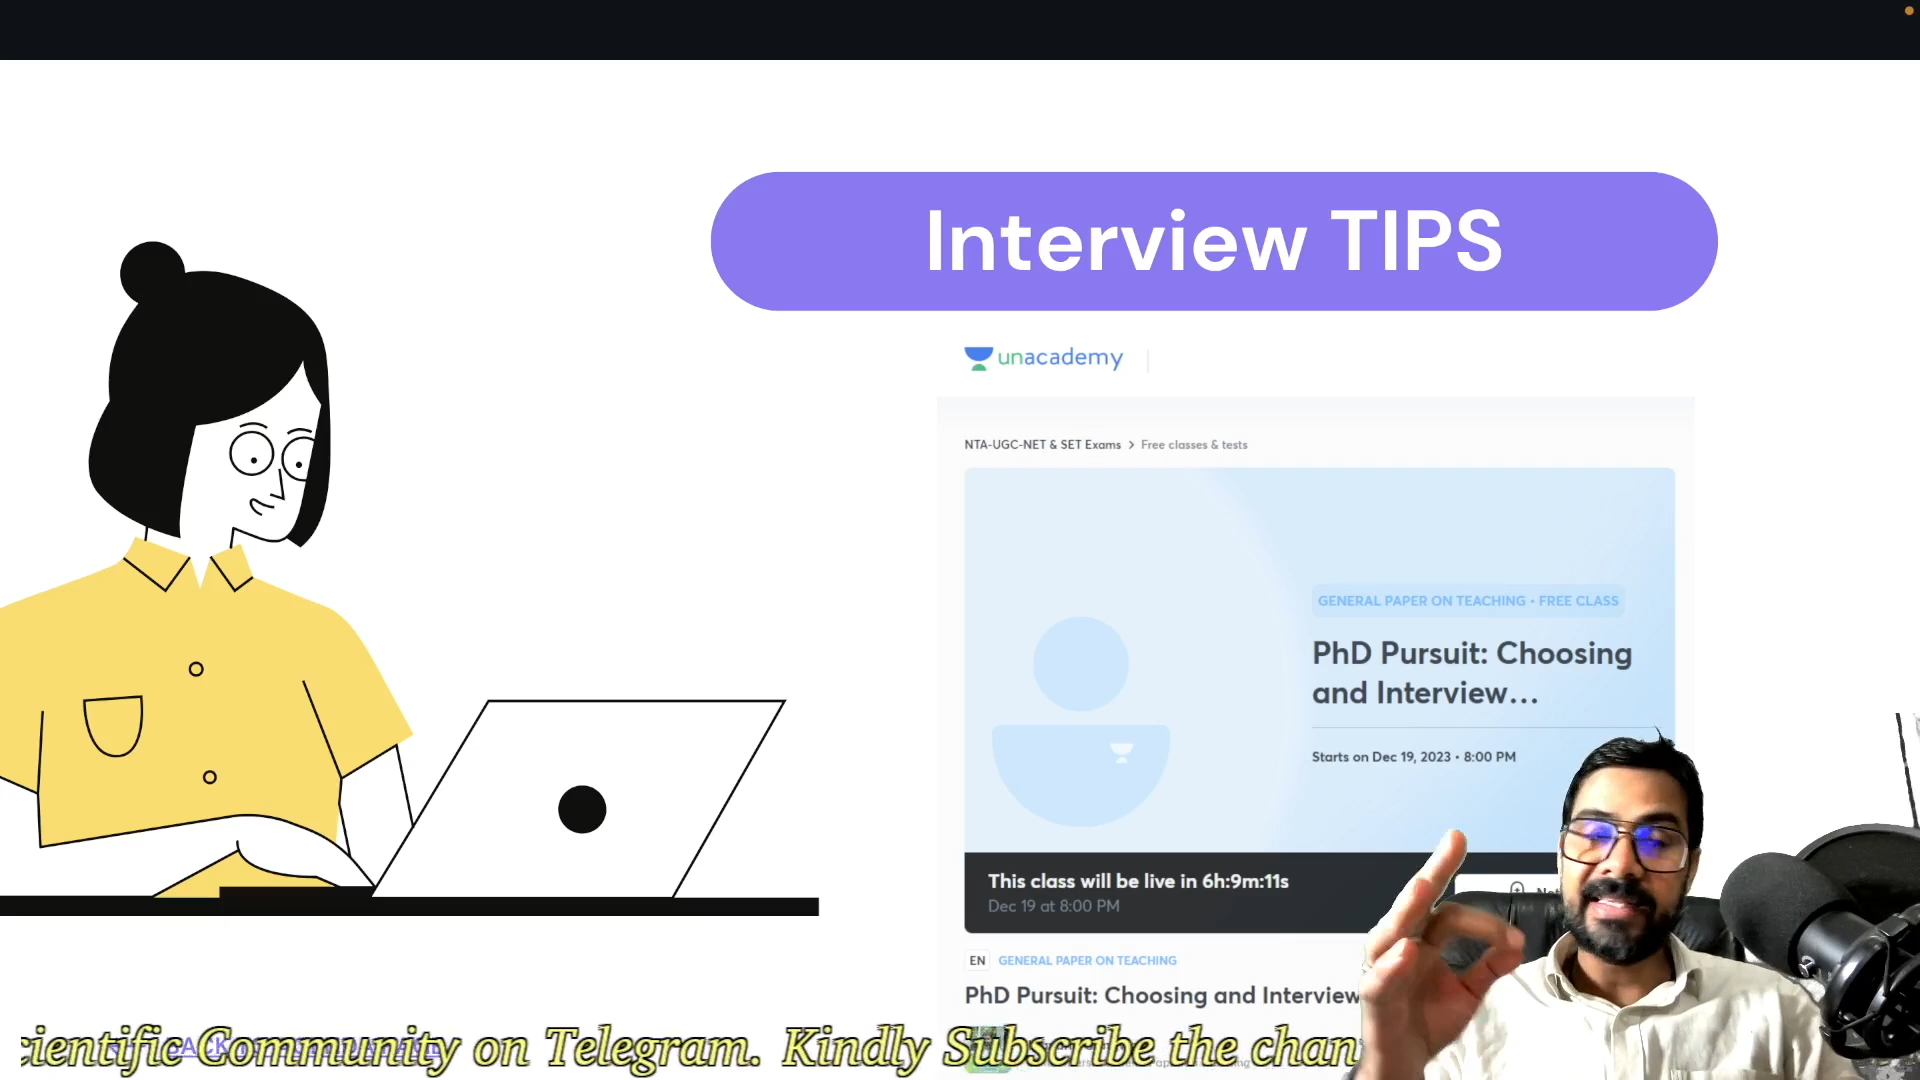 Interview TIPS
unacademy
NTA-UGC-NET & SET Exams > Free classes & tests
GENERAL PAPER ON TEACHING • FREE CLASS
PhD Pursuit: Choosing
and Interview...
Starts on Dec 19, 2023 • 8:00 PM
This class will be live in 6h:9m:11s
Dec 19 at 8:00 PM
EN GENERAL PAPER ON TEACHING
PhD Pursuit: Choosing and Interview
cientific Community on Telegram. Kindly Subscribe the chan